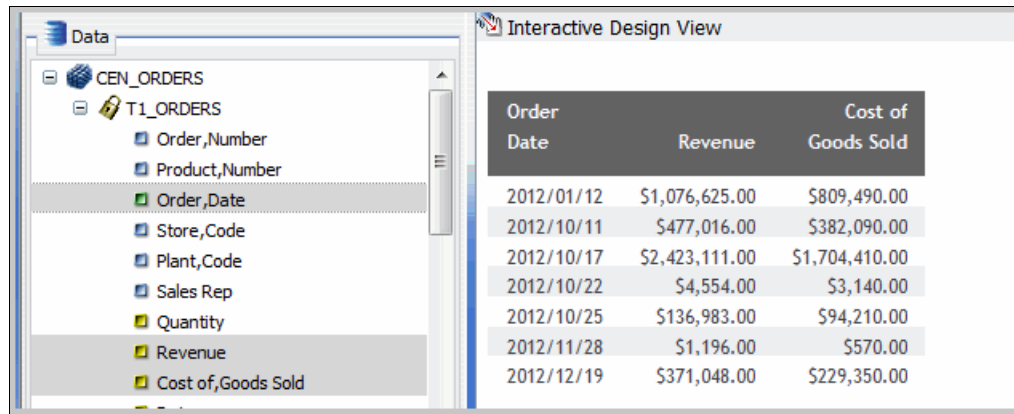 Data
CEN_ORDERS
T1_ORDERS
Order,Number
Product,Number
Order,Date
Store,Code
Plant,Code
Sales Rep
Quantity
Revenue
Cost of,Goods Sold
Interactive Design View
Order Cost of
Date Revenue Goods Sold
2012/01/12 $1,076,625.00 $809,490.00
2012/10/11 $477,016.00 $382,090.00
2012/10/17 $2,423,111.00 $1,704,410.00
2012/10/22 $4,554.00 $3,140.00
2012/10/25 $136,983.00 $94,210.00
2012/11/28 $1,196.00 $570.00
2012/12/19 $371,048.00 $229,350.00